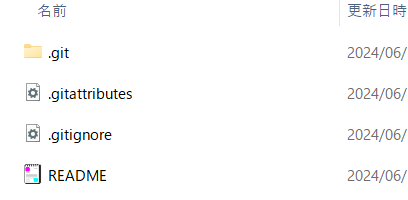 名前 更新日時
.git 2024/06/
.gitattributes 2024/06/
.gitignore 2024/06/
README 2024/06/